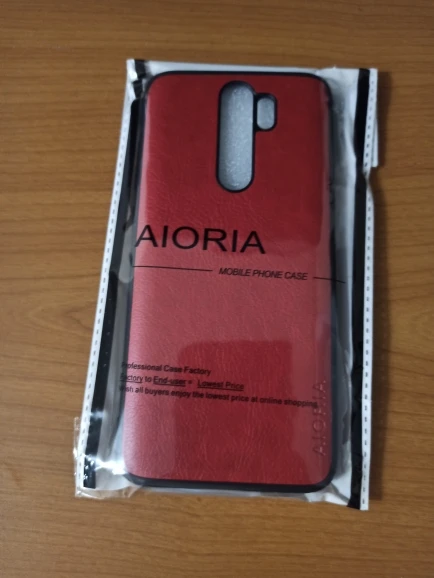 AIORIA
MOBILE PHONE CASE
Professional Case Factory
Factory to End-user = Lowest Price
all buyers enjoy the lowest price at online shopping
AIORIA